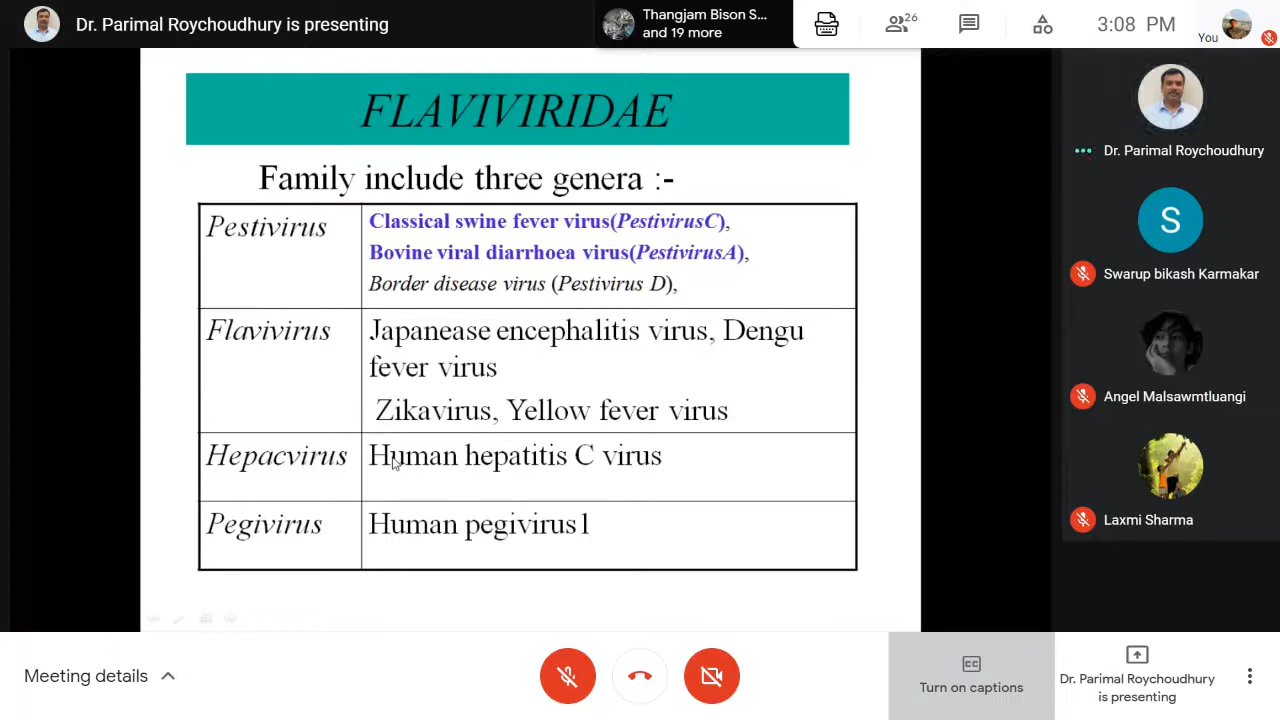 Dr. Parimal Roychoudhury is presenting
Thangjam Bison S...
and 19 more
26
3:08 PM
You
FLAVIVIRIDAE
Family include three genera :-
Pestivirus
Classical swine fever virus(PestivirusC),
Bovine viral diarrhoea virus(PestivirusA),
Border disease virus (Pestivirus D),
Flavivirus
Japanease encephalitis virus, Dengu
fever virus
Zikavirus, Yellow fever virus
Hepacvirus
Human hepatitis C virus
Pegivirus
Human pegivirus1
Dr. Parimal Roychoudhury
S
Swarup bikash Karmakar
Angel Malsawmtluangi
Laxmi Sharma
Meeting details
CC
Turn on captions
Dr. Parimal Roychoudhury
is presenting